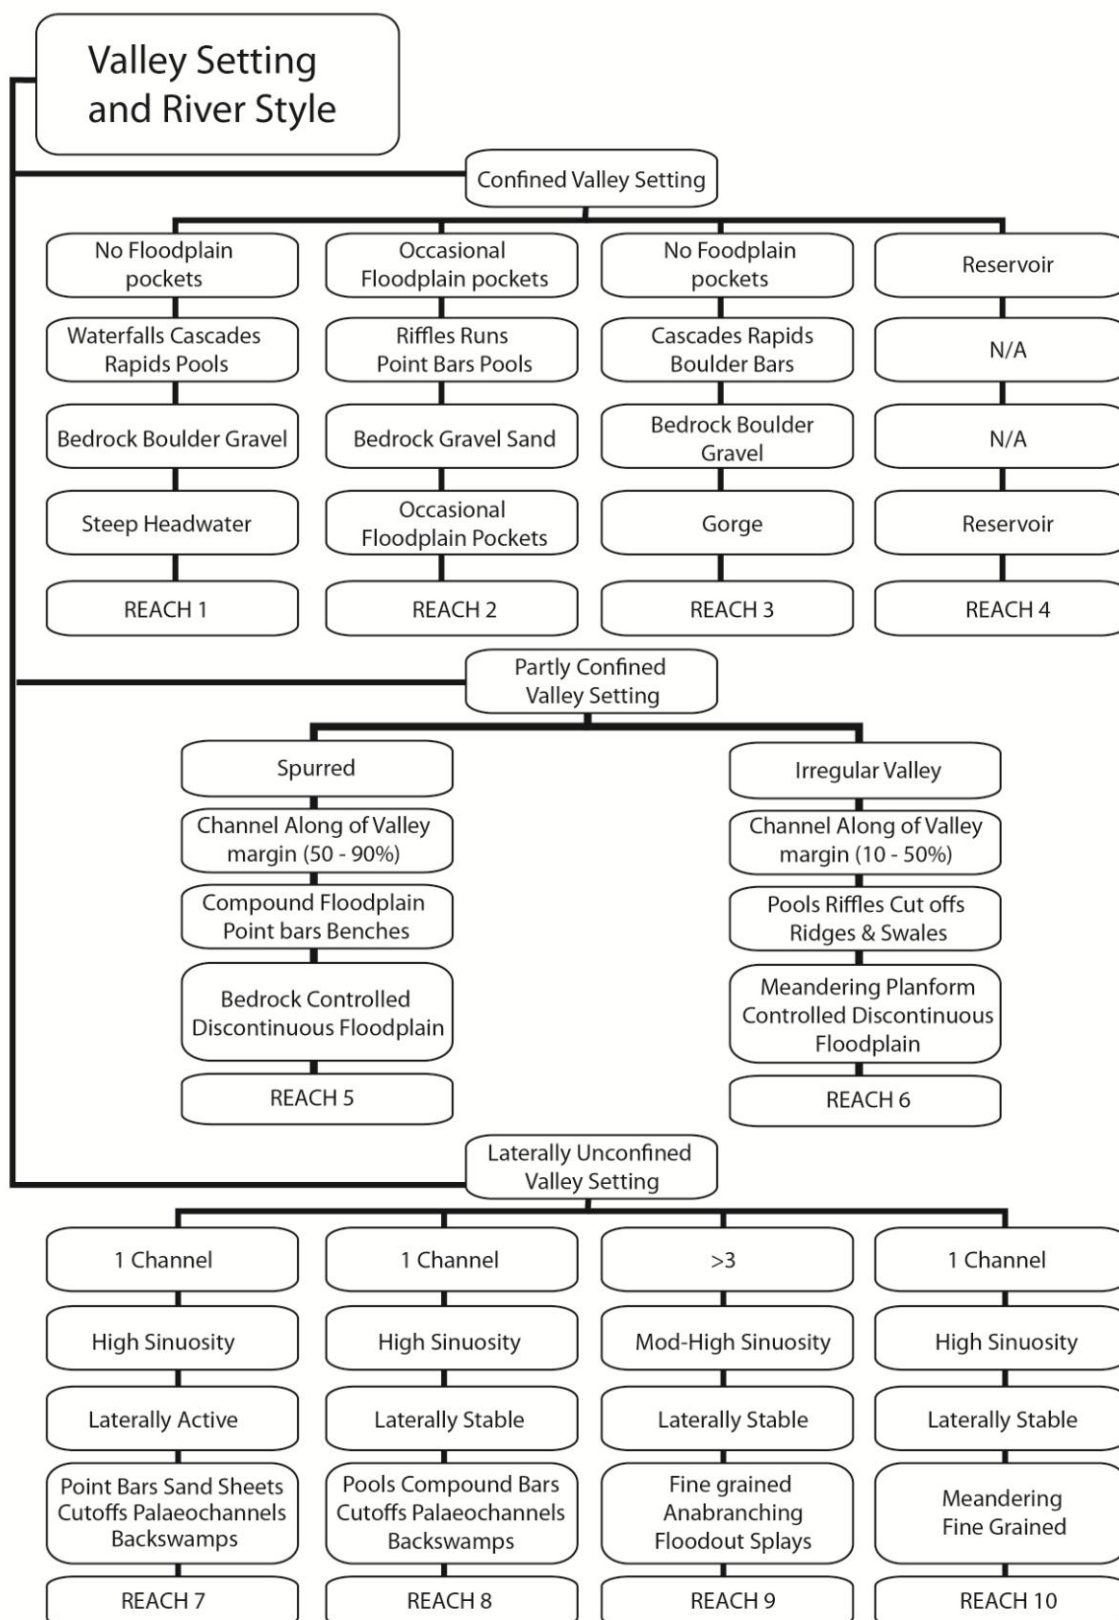 Valley Setting
and River Style
Confined Valley Setting
No Floodplain
pockets
Occasional
Floodplain pockets
No Foodplain
pockets
Reservoir
Waterfalls Cascades
Rapids Pools
Riffles Runs
Point Bars Pools
Cascades Rapids
Boulder Bars
N/A
Bedrock Boulder Gravel
Bedrock Gravel Sand
Bedrock Boulder
Gravel
N/A
Steep Headwater
Occasional
Floodplain Pockets
Gorge
Reservoir
REACH 1
REACH 2
REACH 3
REACH 4
Partly Confined
Valley Setting
Spurred
Irregular Valley
Channel Along of Valley
margin (50 - 90%)
Channel Along of Valley
margin (10 - 50%)
Compound Floodplain
Point bars Benches
Pools Riffles Cut offs
Ridges & Swales
Bedrock Controlled
Discontinuous Floodplain
Meandering Planform
Controlled Discontinuous
Floodplain
REACH 5
REACH 6
Laterally Unconfined
Valley Setting
1 Channel
1 Channel
>3
1 Channel
High Sinuosity
High Sinuosity
Mod-High Sinuosity
High Sinuosity
Laterally Active
Laterally Stable
Laterally Stable
Laterally Stable
Point Bars Sand Sheets
Cutoffs Palaeochannels
Backswamps
Pools Compound Bars
Cutoffs Palaeochannels
Backswamps
Fine grained
Anabranching
Floodout Splays
Meandering
Fine Grained
REACH 7
REACH 8
REACH 9
REACH 10